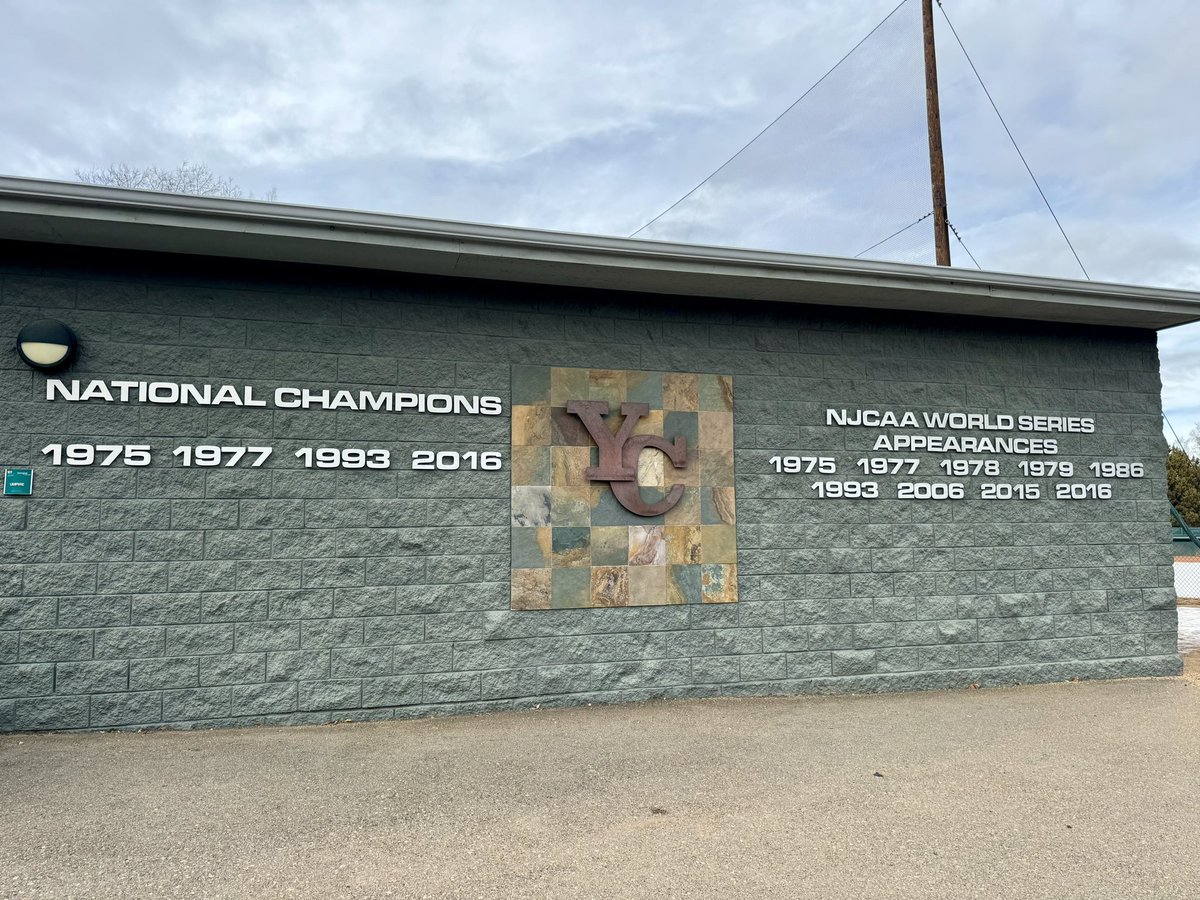 NATIONAL CHAMPIONS
1975 1977 1993 2016
YC
NJCAA WORLD SERIES
APPEARANCES
1975 1977 1978 1979 1986
1993 2006 2015 2016